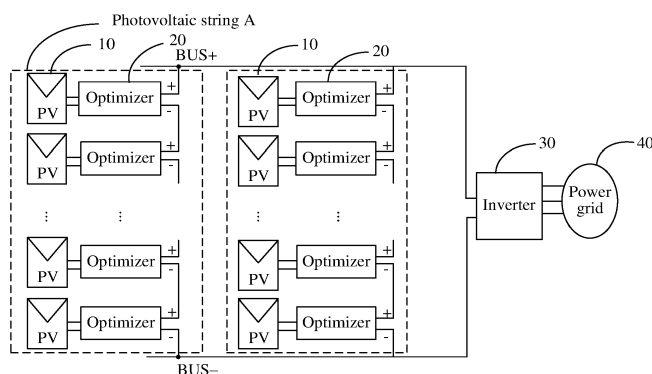 Photovoltaic string A
10 20 10 20
BUS+
PV Optimizer + - PV Optimizer + -
PV Optimizer + - PV Optimizer + -
30 40
Inverter Power grid
... ... ... ...
PV Optimizer + - PV Optimizer + -
PV Optimizer + - PV Optimizer + -
BUS–